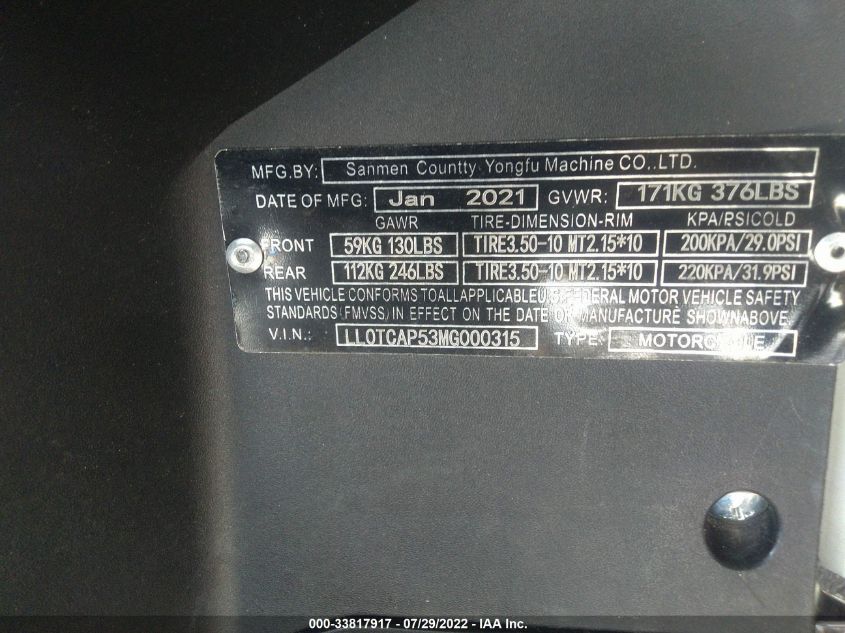 MFG.BY: Sanmen Countty Yongfu Machine CO,.LTD.
DATE OF MFG: Jan 2021 GVWR: 171KG 376LBS
GAWR TIRE-DIMENSION-RIM KPA/PSICOLD
FRONT 59KG 130LBS TIRE3.50-10 MT2.15*10 200KPA/29.0PSI
REAR 112KG 246LBS TIRE3.50-10 MT2.15*10 220KPA/31.9PSI
THIS VEHICLE CONFORMS TOALLAPPLICABLEU.S.FEDERAL MOTOR VEHICLE SAFETY
STANDARDS (FMVSS) IN EFFECT ON THE DATE OF MANUFACTURE SHOWNABOVE.
V.I.N.: LL0TCAP53MG000315 TYPE: MOTORCYCLE
000-33817917 - 07/29/2022 - IAA Inc.